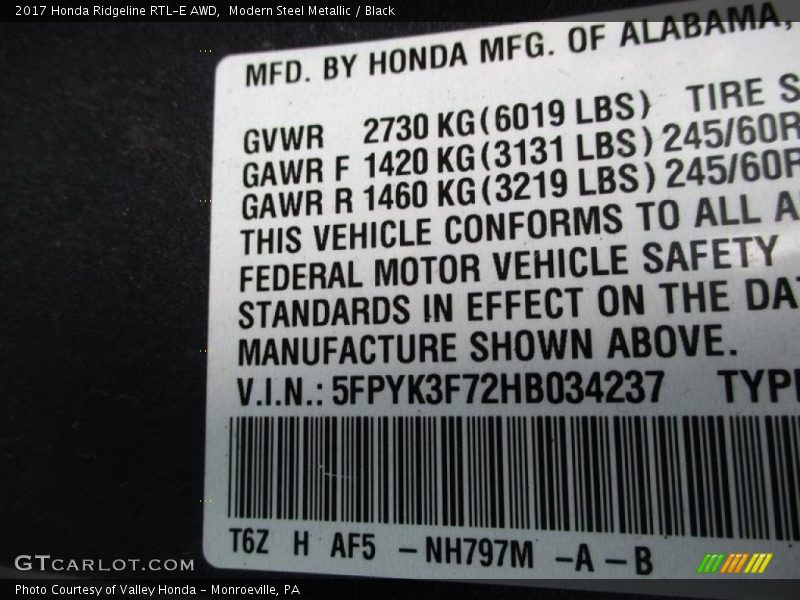 2017 Honda Ridgeline RTL-E AWD,  Modern Steel Metallic / Black
MFD. BY HONDA MFG. OF ALABAMA,
TIRE S
GVWR 2730 KG(6019 LBS)
GAWR F 1420 KG(3131 LBS) 245/60R
GAWR R 1460 KG(3219 LBS) 245/60R
THIS VEHICLE CONFORMS TO ALL A
FEDERAL MOTOR VEHICLE SAFETY
STANDARDS IN EFFECT ON THE DAT
MANUFACTURE SHOWN ABOVE.
V.I.N.: 5FPYK3F72HB034237 TYPE
T6Z H AF5 -NH797M -A-B
GTCARLOT.COM
Photo Courtesy of Valley Honda - Monroeville, PA